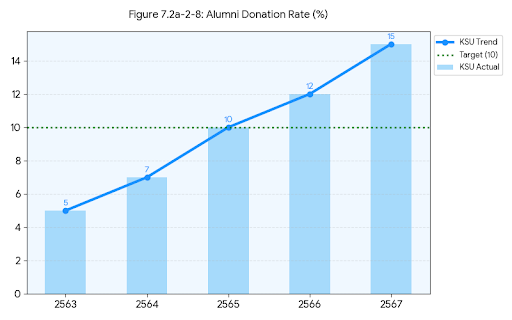 Figure 7.2a-2-8: Alumni Donation Rate (%)
KSU Trend
Target (10)
KSU Actual
14
12
10
8
6
4
2
0
5
7
10
12
15
2563 2564 2565 2566 2567